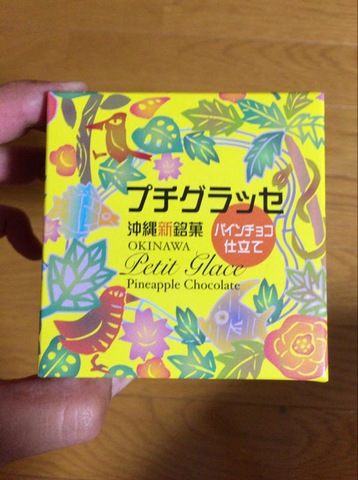 プチグラッセ
沖縄新銘菓
パインチョコ
仕立て
OKINAWA
Petit Glace
Pineapple Chocolate